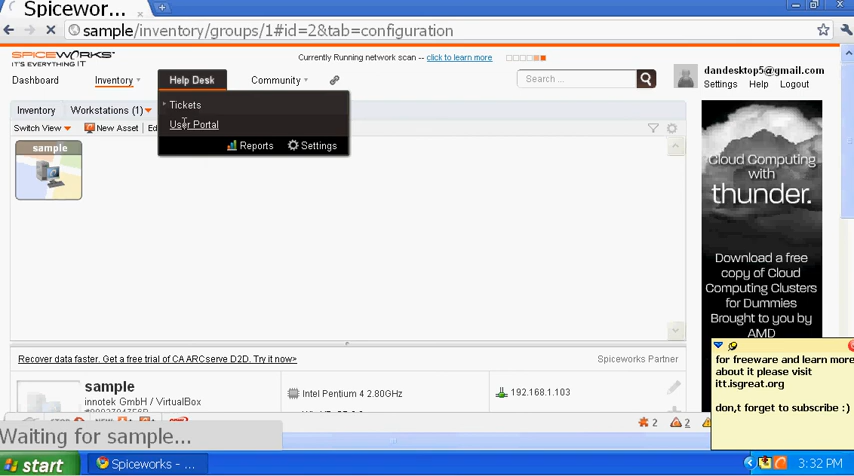 Spicewor...
sample/inventory/groups/1#id=2&tab=configuration
SPICEWORKS
IT'S EVERYTHING IT
Currently Running network scan -- click to learn more
dandesktop5@gmail.com
Settings Help Logout
Dashboard Inventory Help Desk Community
Search ...
Tickets
User Portal
Reports Settings
Inventory Workstations (1)
Switch View New Asset Ed
sample
Cloud Computing
with
thunder.
Download a free
copy of Cloud
Computing Clusters
for Dummies
Brought to you by
AMD
Recover data faster. Get a free trial of CA ARCserve D2D. Try it now>
Spiceworks Partner
sample
innotek GmbH / VirtualBox
Intel Pentium 4 2.80GHz
192.168.1.103
for freeware and learn more
about it please visit
itt.isgreat.org
don,t forget to subscribe :)
2 2
Waiting for sample...
start
Spiceworks - ...
3:32 PM